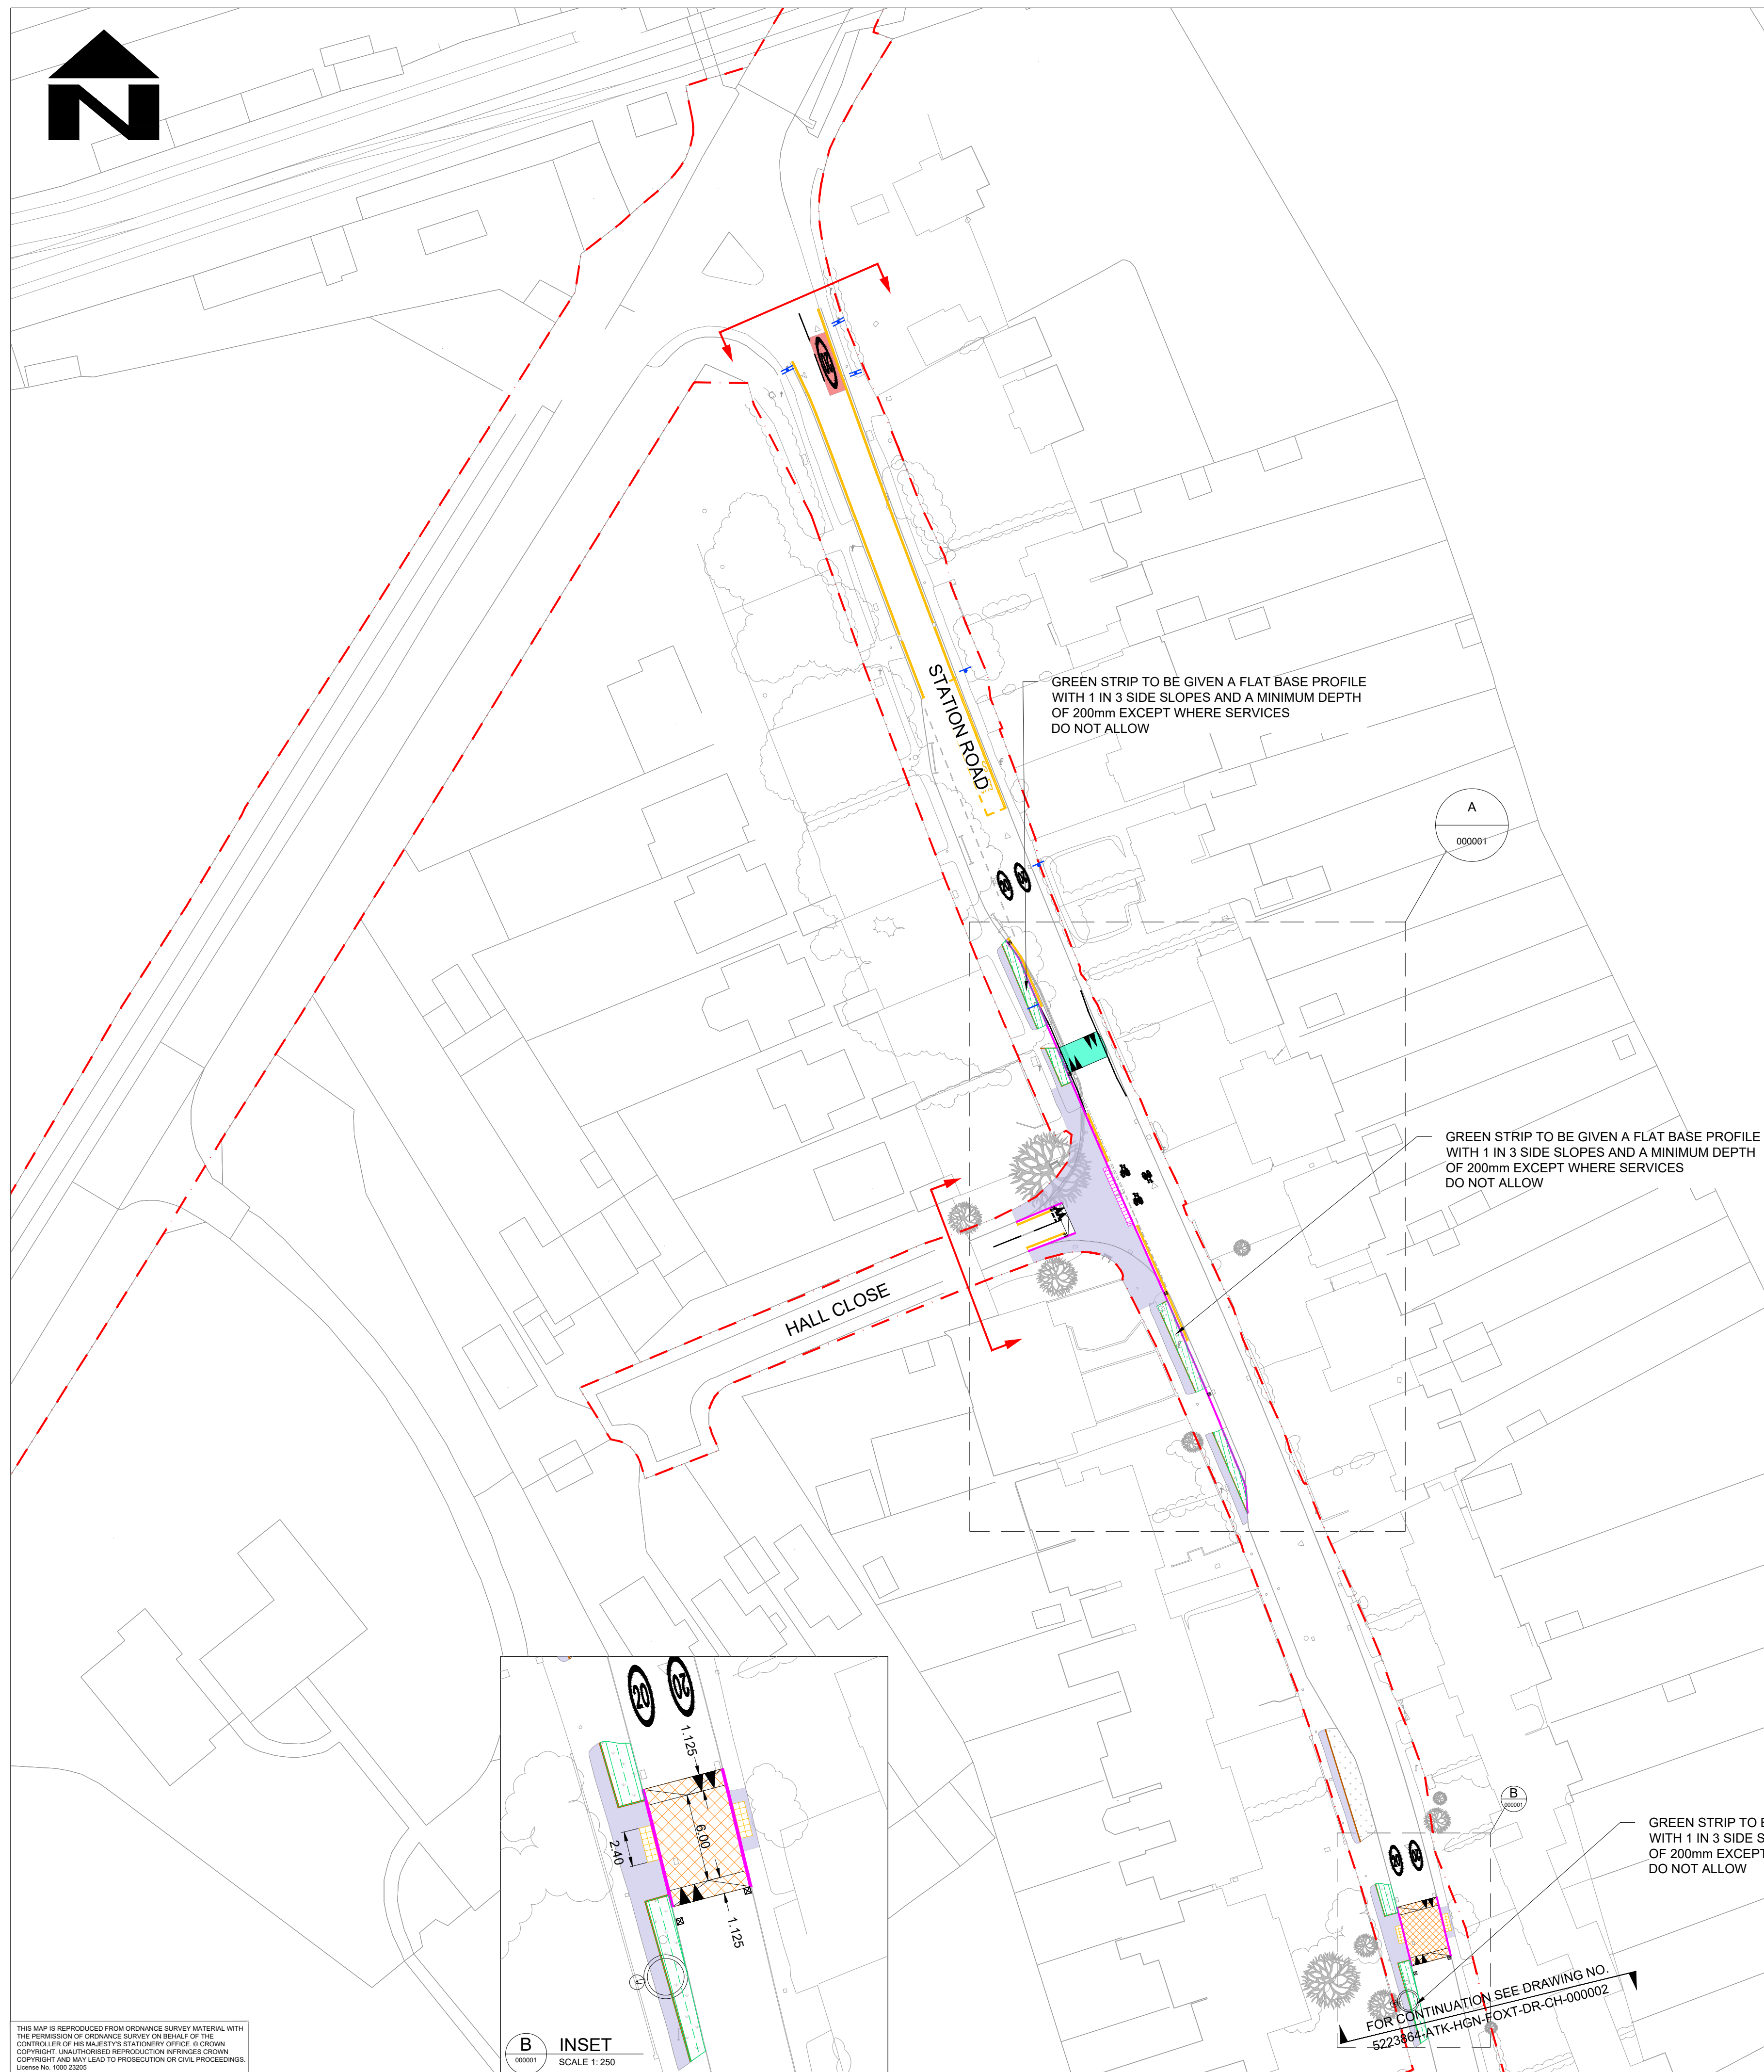 N
20
STATION ROAD
GREEN STRIP TO BE GIVEN A FLAT BASE PROFILE
WITH 1 IN 3 SIDE SLOPES AND A MINIMUM DEPTH
OF 200mm EXCEPT WHERE SERVICES
DO NOT ALLOW
A
000001
20
20
GREEN STRIP TO BE GIVEN A FLAT BASE PROFILE
WITH 1 IN 3 SIDE SLOPES AND A MINIMUM DEPTH
OF 200mm EXCEPT WHERE SERVICES
DO NOT ALLOW
HALL CLOSE
20
20
1.125
6.00
2.40
1.125
B
000001
INSET
SCALE 1: 250
B
000001
20
20
GREEN STRIP TO
WITH 1 IN 3 SIDE S
OF 200mm EXCEPT
DO NOT ALLOW
FOR CONTINUATION SEE DRAWING NO.
5223864-ATK-HGN-FOXT-DR-CH-000002
THIS MAP IS REPRODUCED FROM ORDNANCE SURVEY MATERIAL WITH
THE PERMISSION OF ORDNANCE SURVEY ON BEHALF OF THE
CONTROLLER OF HIS MAJESTY'S STATIONERY OFFICE. © CROWN
COPYRIGHT. UNAUTHORISED REPRODUCTION INFRINGES CROWN
COPYRIGHT AND MAY LEAD TO PROSECUTION OR CIVIL PROCEEDINGS.
License No. 1000 23205